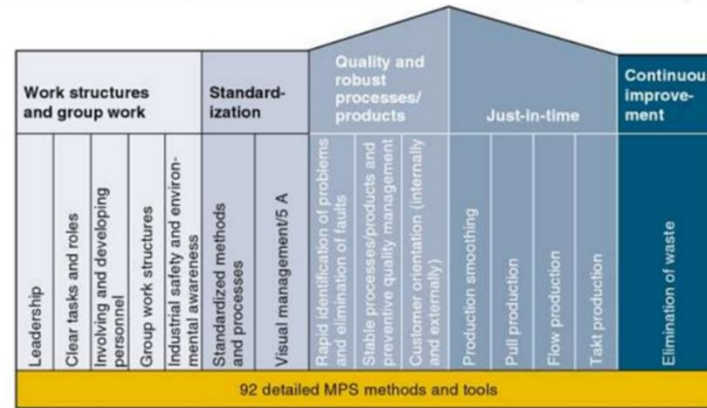 Work structures
and group work
Standard-
ization
Quality and
robust
processes/
products
Just-in-time
Continuou
improve-
ment
Leadership
Clear tasks and roles
Involving and developing
personnel
Group work structures
Industrial safety and environ-
mental awareness
Standardized methods
and processes
Visual management/5 A
Rapid identification of problems
and elimination of faults
Stable processes/products and
preventive quality management
Customer orientation (internally
and externally)
Production smoothing
Pull production
Flow production
Takt production
Elimination of waste
92 detailed MPS methods and tools